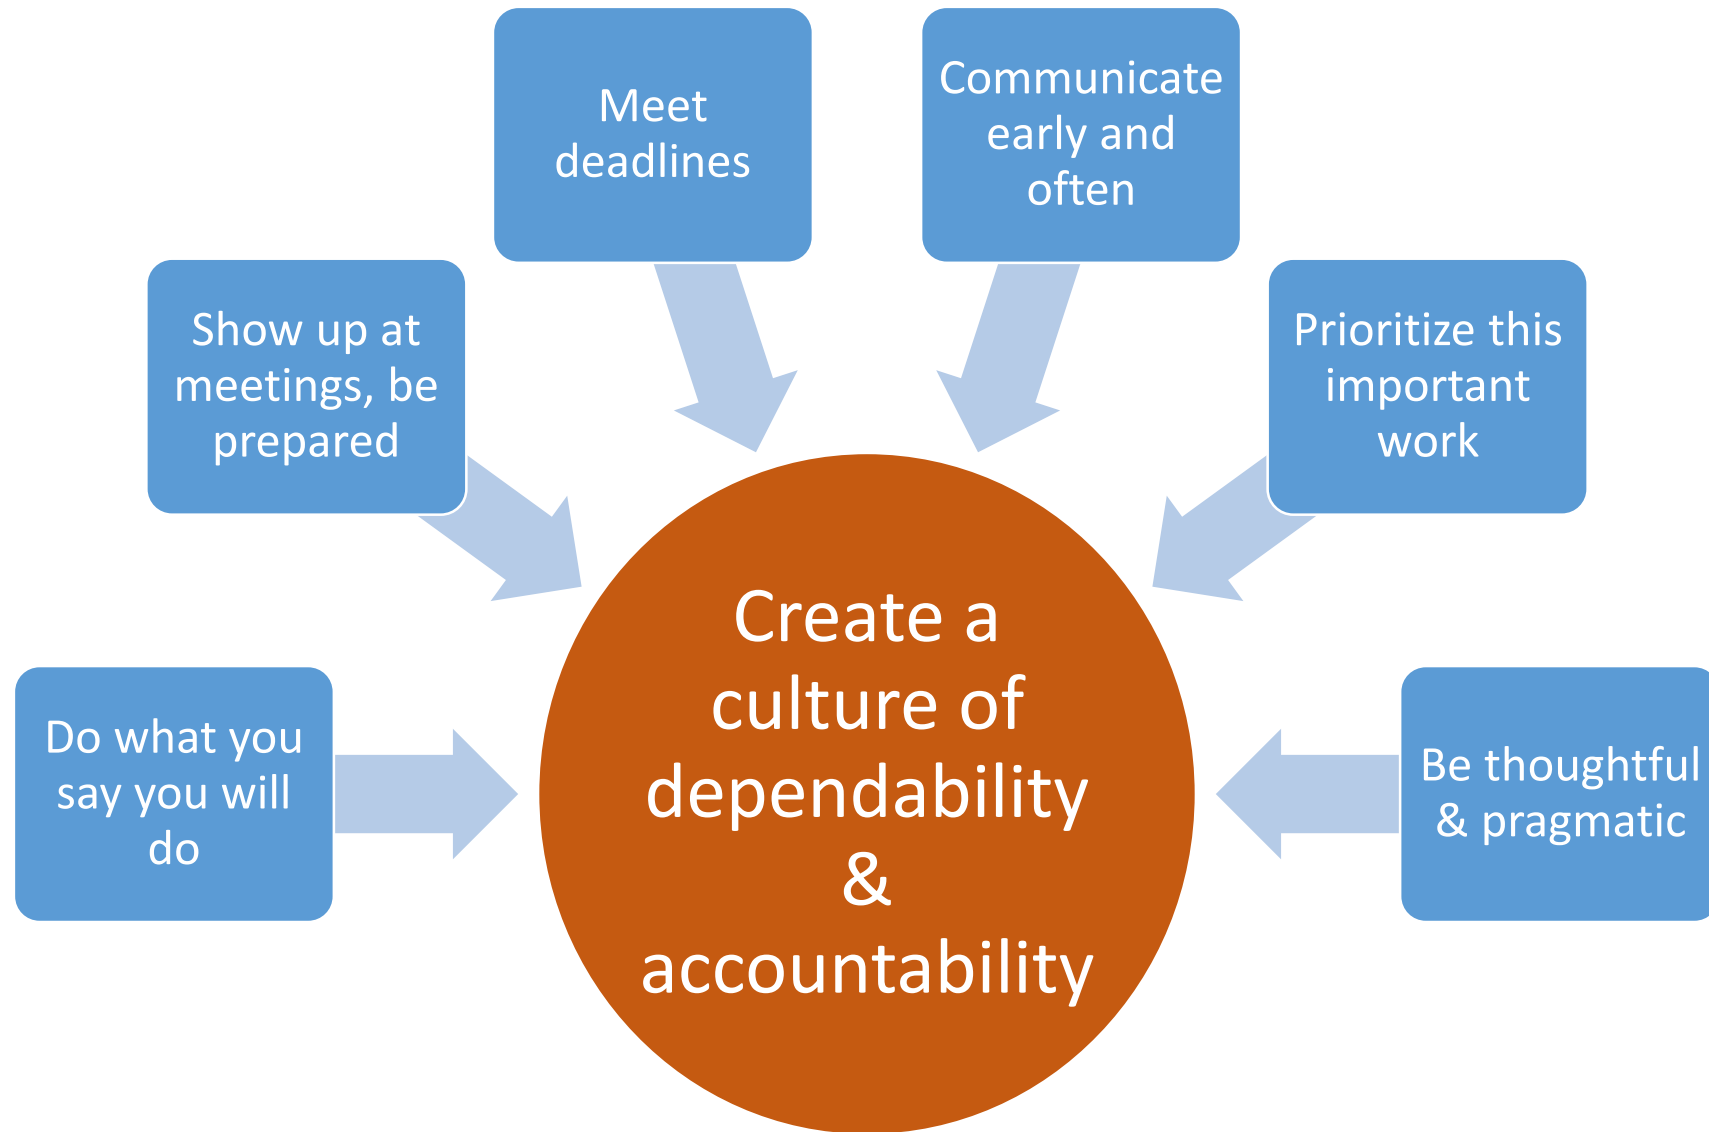 Meet
deadlines
Communicate
early and
often
Show up at
meetings, be
prepared
Prioritize this
important
work
Do what you
say you will
do
Create a
culture of
dependability
&
accountability
Be thoughtful
& pragmatic